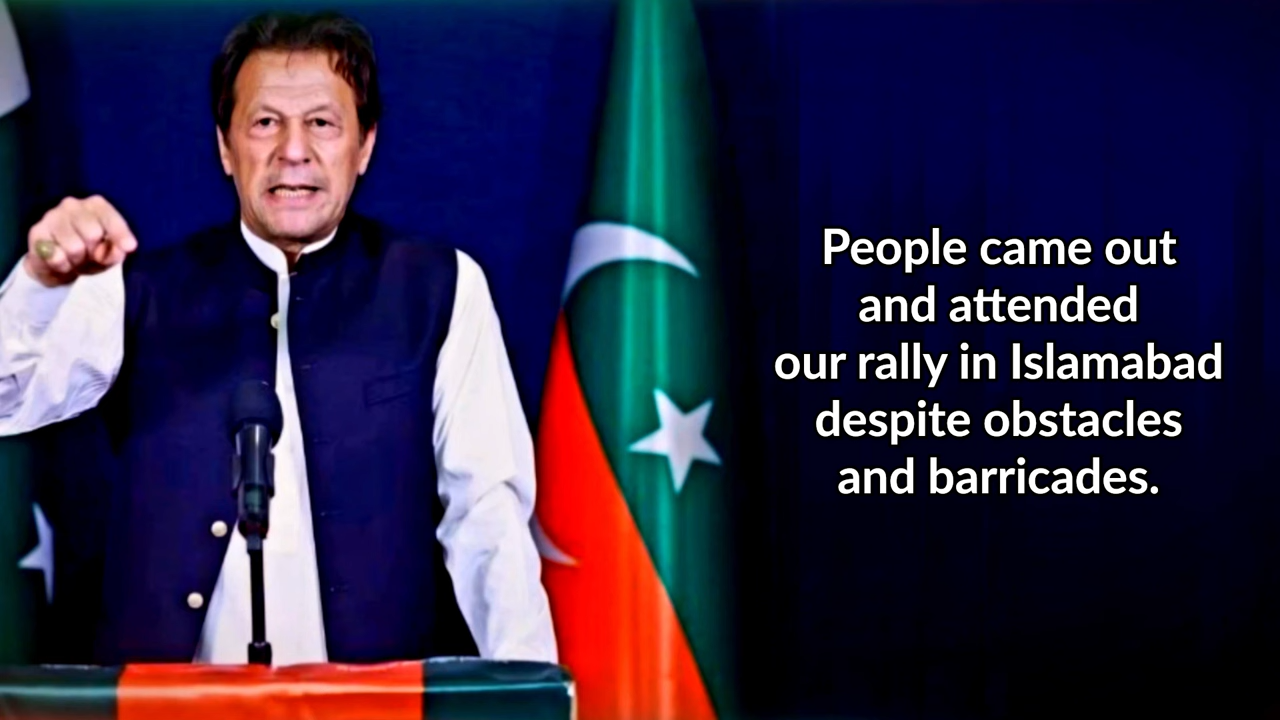 People came out
and attended
our rally in Islamabad
despite obstacles
and barricades.